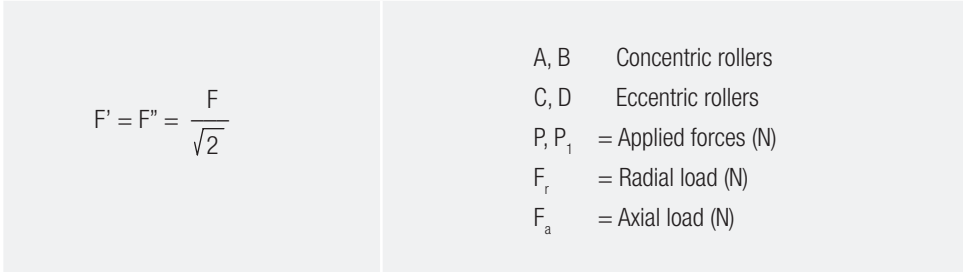 F' = F” = F / √2
A, B Concentric rollers
C, D Eccentric rollers
P, P₁ = Applied forces (N)
Fᵣ = Radial load (N)
Fₐ = Axial load (N)